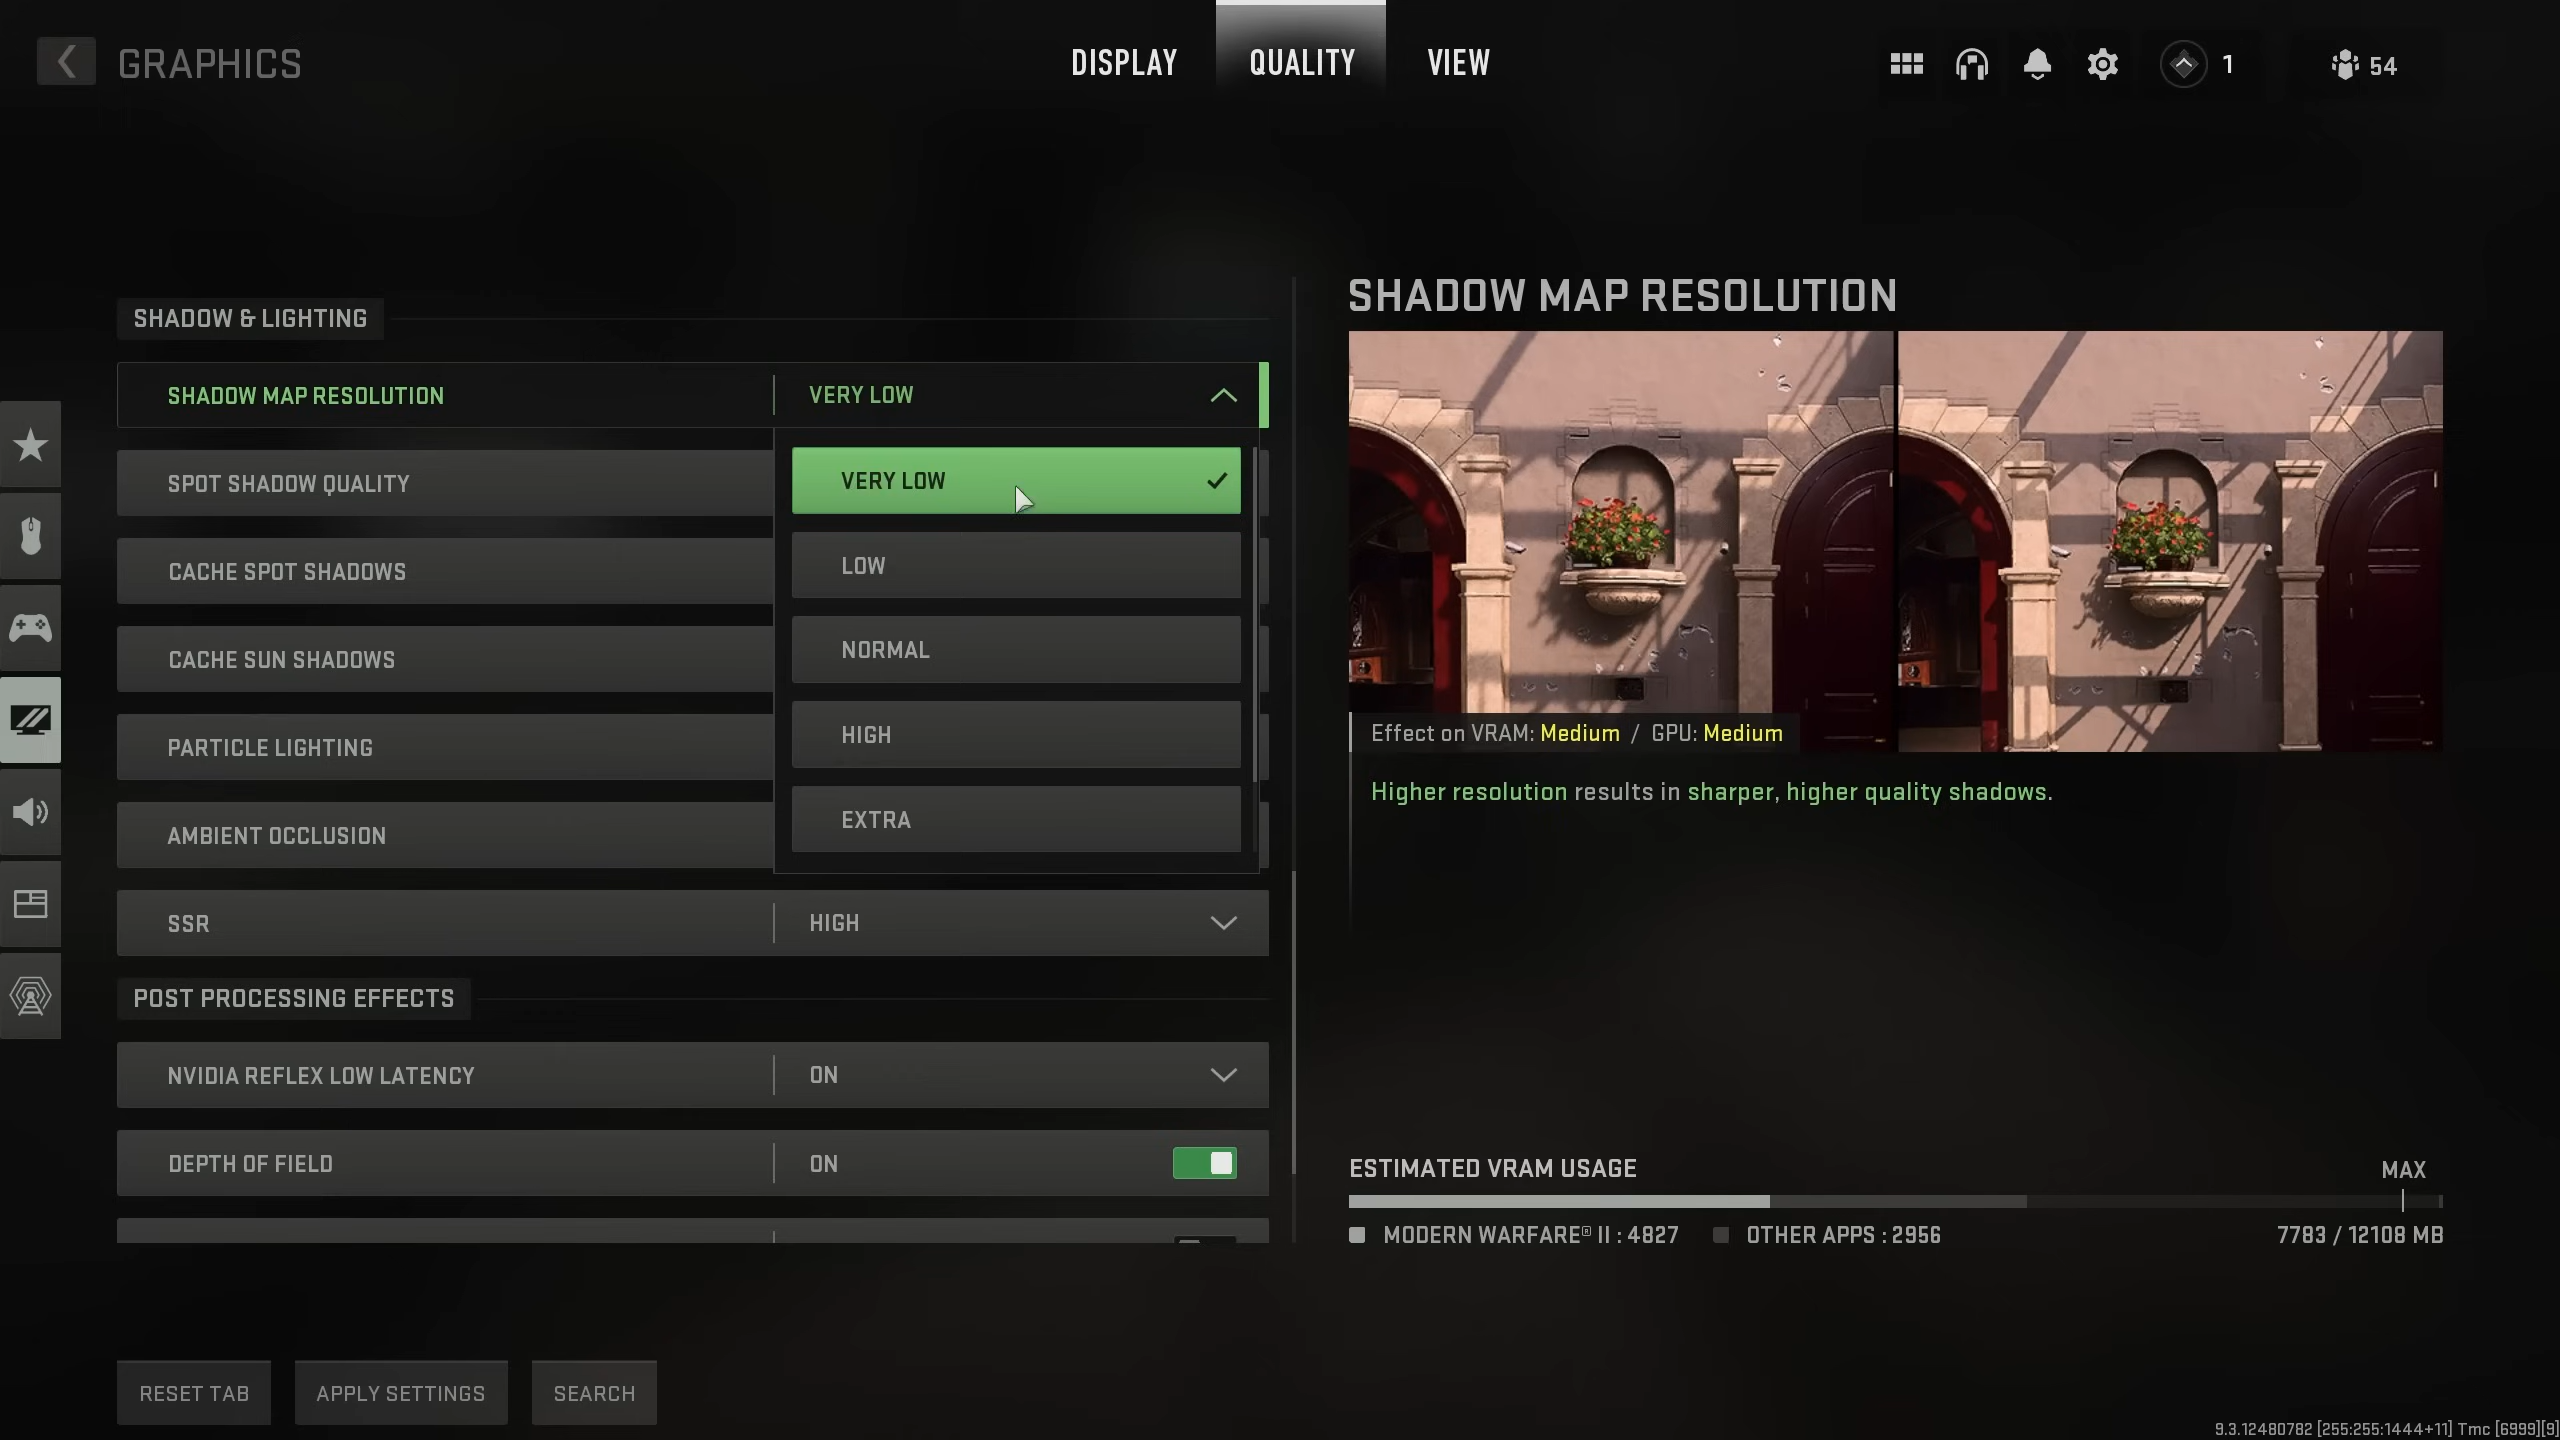 GRAPHICS
DISPLAY
QUALITY
VIEW
1
54
SHADOW & LIGHTING
SHADOW MAP RESOLUTION
VERY LOW
VERY LOW
LOW
NORMAL
HIGH
EXTRA
SPOT SHADOW QUALITY
CACHE SPOT SHADOWS
CACHE SUN SHADOWS
PARTICLE LIGHTING
AMBIENT OCCLUSION
SSR
HIGH
POST PROCESSING EFFECTS
NVIDIA REFLEX LOW LATENCY
ON
DEPTH OF FIELD
ON
SHADOW MAP RESOLUTION
Effect on VRAM: Medium / GPU: Medium
Higher resolution results in sharper, higher quality shadows.
ESTIMATED VRAM USAGE
MAX
MODERN WARFARE® II : 4827
OTHER APPS : 2956
7783 / 12108 MB
RESET TAB
APPLY SETTINGS
SEARCH
9.3.12480782 [255:255:1444+11] Tmc [6999][9]